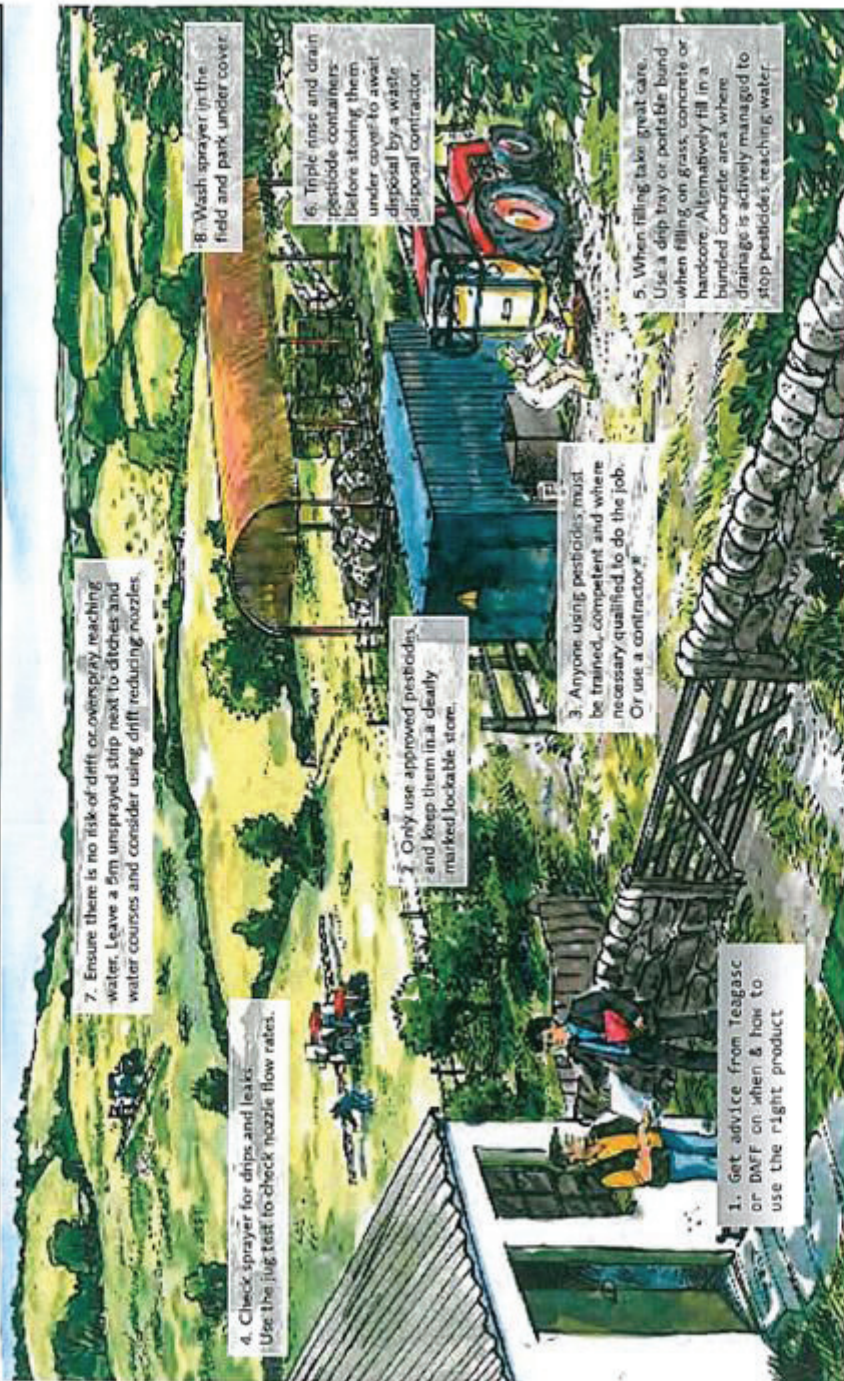 1. Get advice from Teagasc
or DAFF on when & how to
use the right product
2. Only use approved pesticides,
and keep them in a clearly
marked lockable store.
3. Anyone using pesticides must
be trained, competent and where
necessary qualified to do the job.
Or use a contractor
4. Check sprayer for drips and leaks
Use the jug test to check nozzle flow rates.
5. When filling take great care.
Use a drip tray or portable bund
when filling on grass, concrete or
hardcore. Alternatively fill in a
bunded concrete area where
drainage is actively managed to
stop pesticides reaching water.
6. Triple rinse and drain
pesticide containers
before storing them
under cover to await
disposal by a waste
disposal contractor.
7. Ensure there is no risk of drift or overspray reaching
water. Leave a 5m unsprayed strip next to ditches and
water courses and consider using drift reducing nozzles.
8. Wash sprayer in the
field and park under cover.